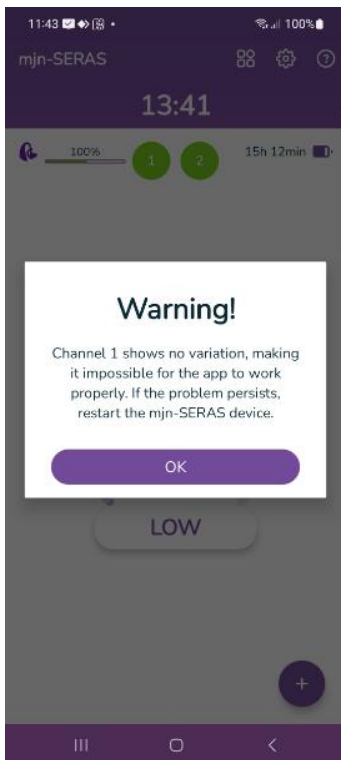 11:43
100%
mjn-SERAS
13:41
100%
1
2
15h 12min
Warning!
Channel 1 shows no variation, making
it impossible for the app to work
properly. If the problem persists,
restart the mjn-SERAS device.
OK
LOW